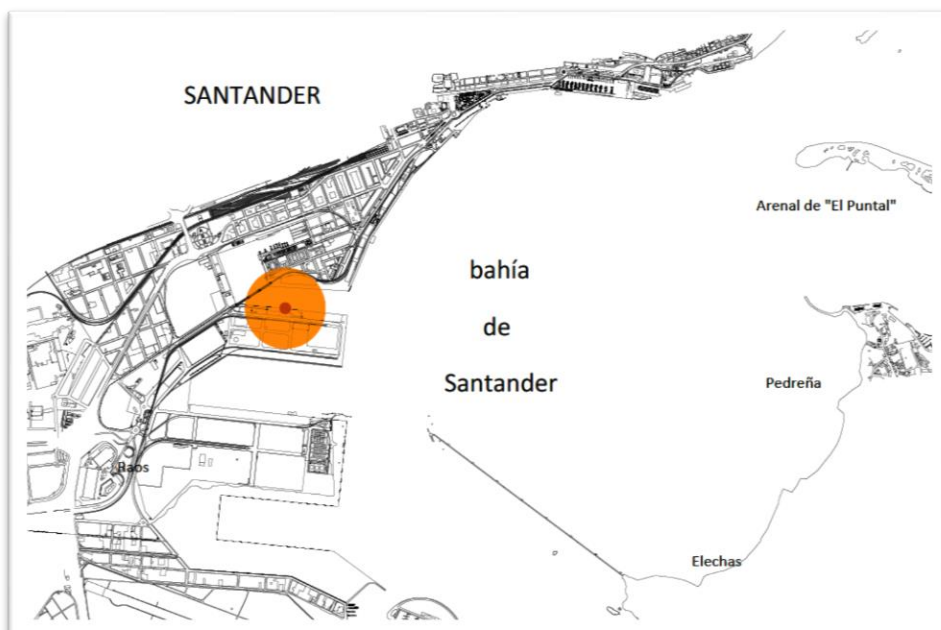 SANTANDER
Arenal de "El Puntal"
bahía
de
Santander
Pedreña
Raos
Elechas